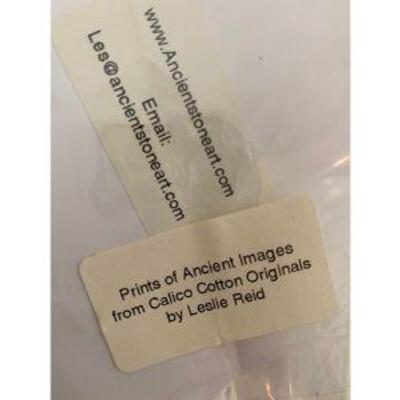 www.Ancientstoneart.com
Email:
Les@ancientstoneart.com
Prints of Ancient Images
from Calico Cotton Originals
by Leslie Reid